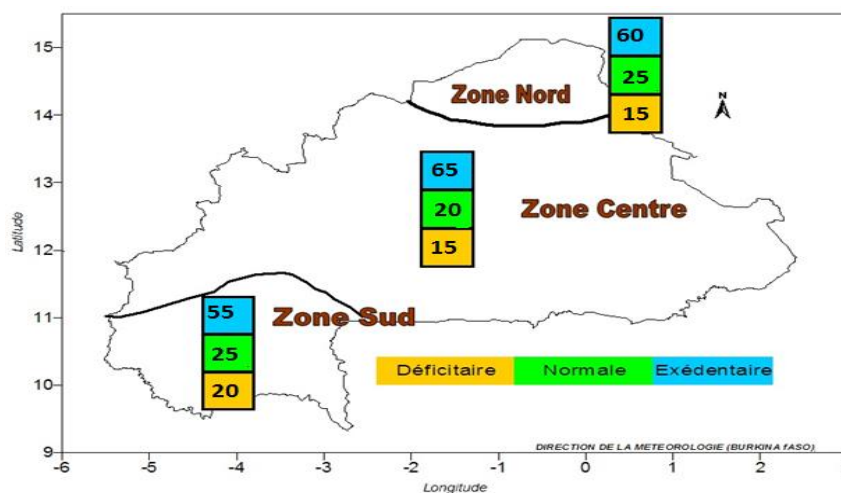 15
14
13
12
11
10
9
Latitude
60
25
15
Zone Nord
N
65
20
15
Zone Centre
55
25
20
Zone Sud
Déficitaire Normale Exédentaire
DIRECTION DE LA METEOROLOGIE (BURKINA fASO)
-6 -5 -4 -3 -2 -1 0 1 2
Longitude